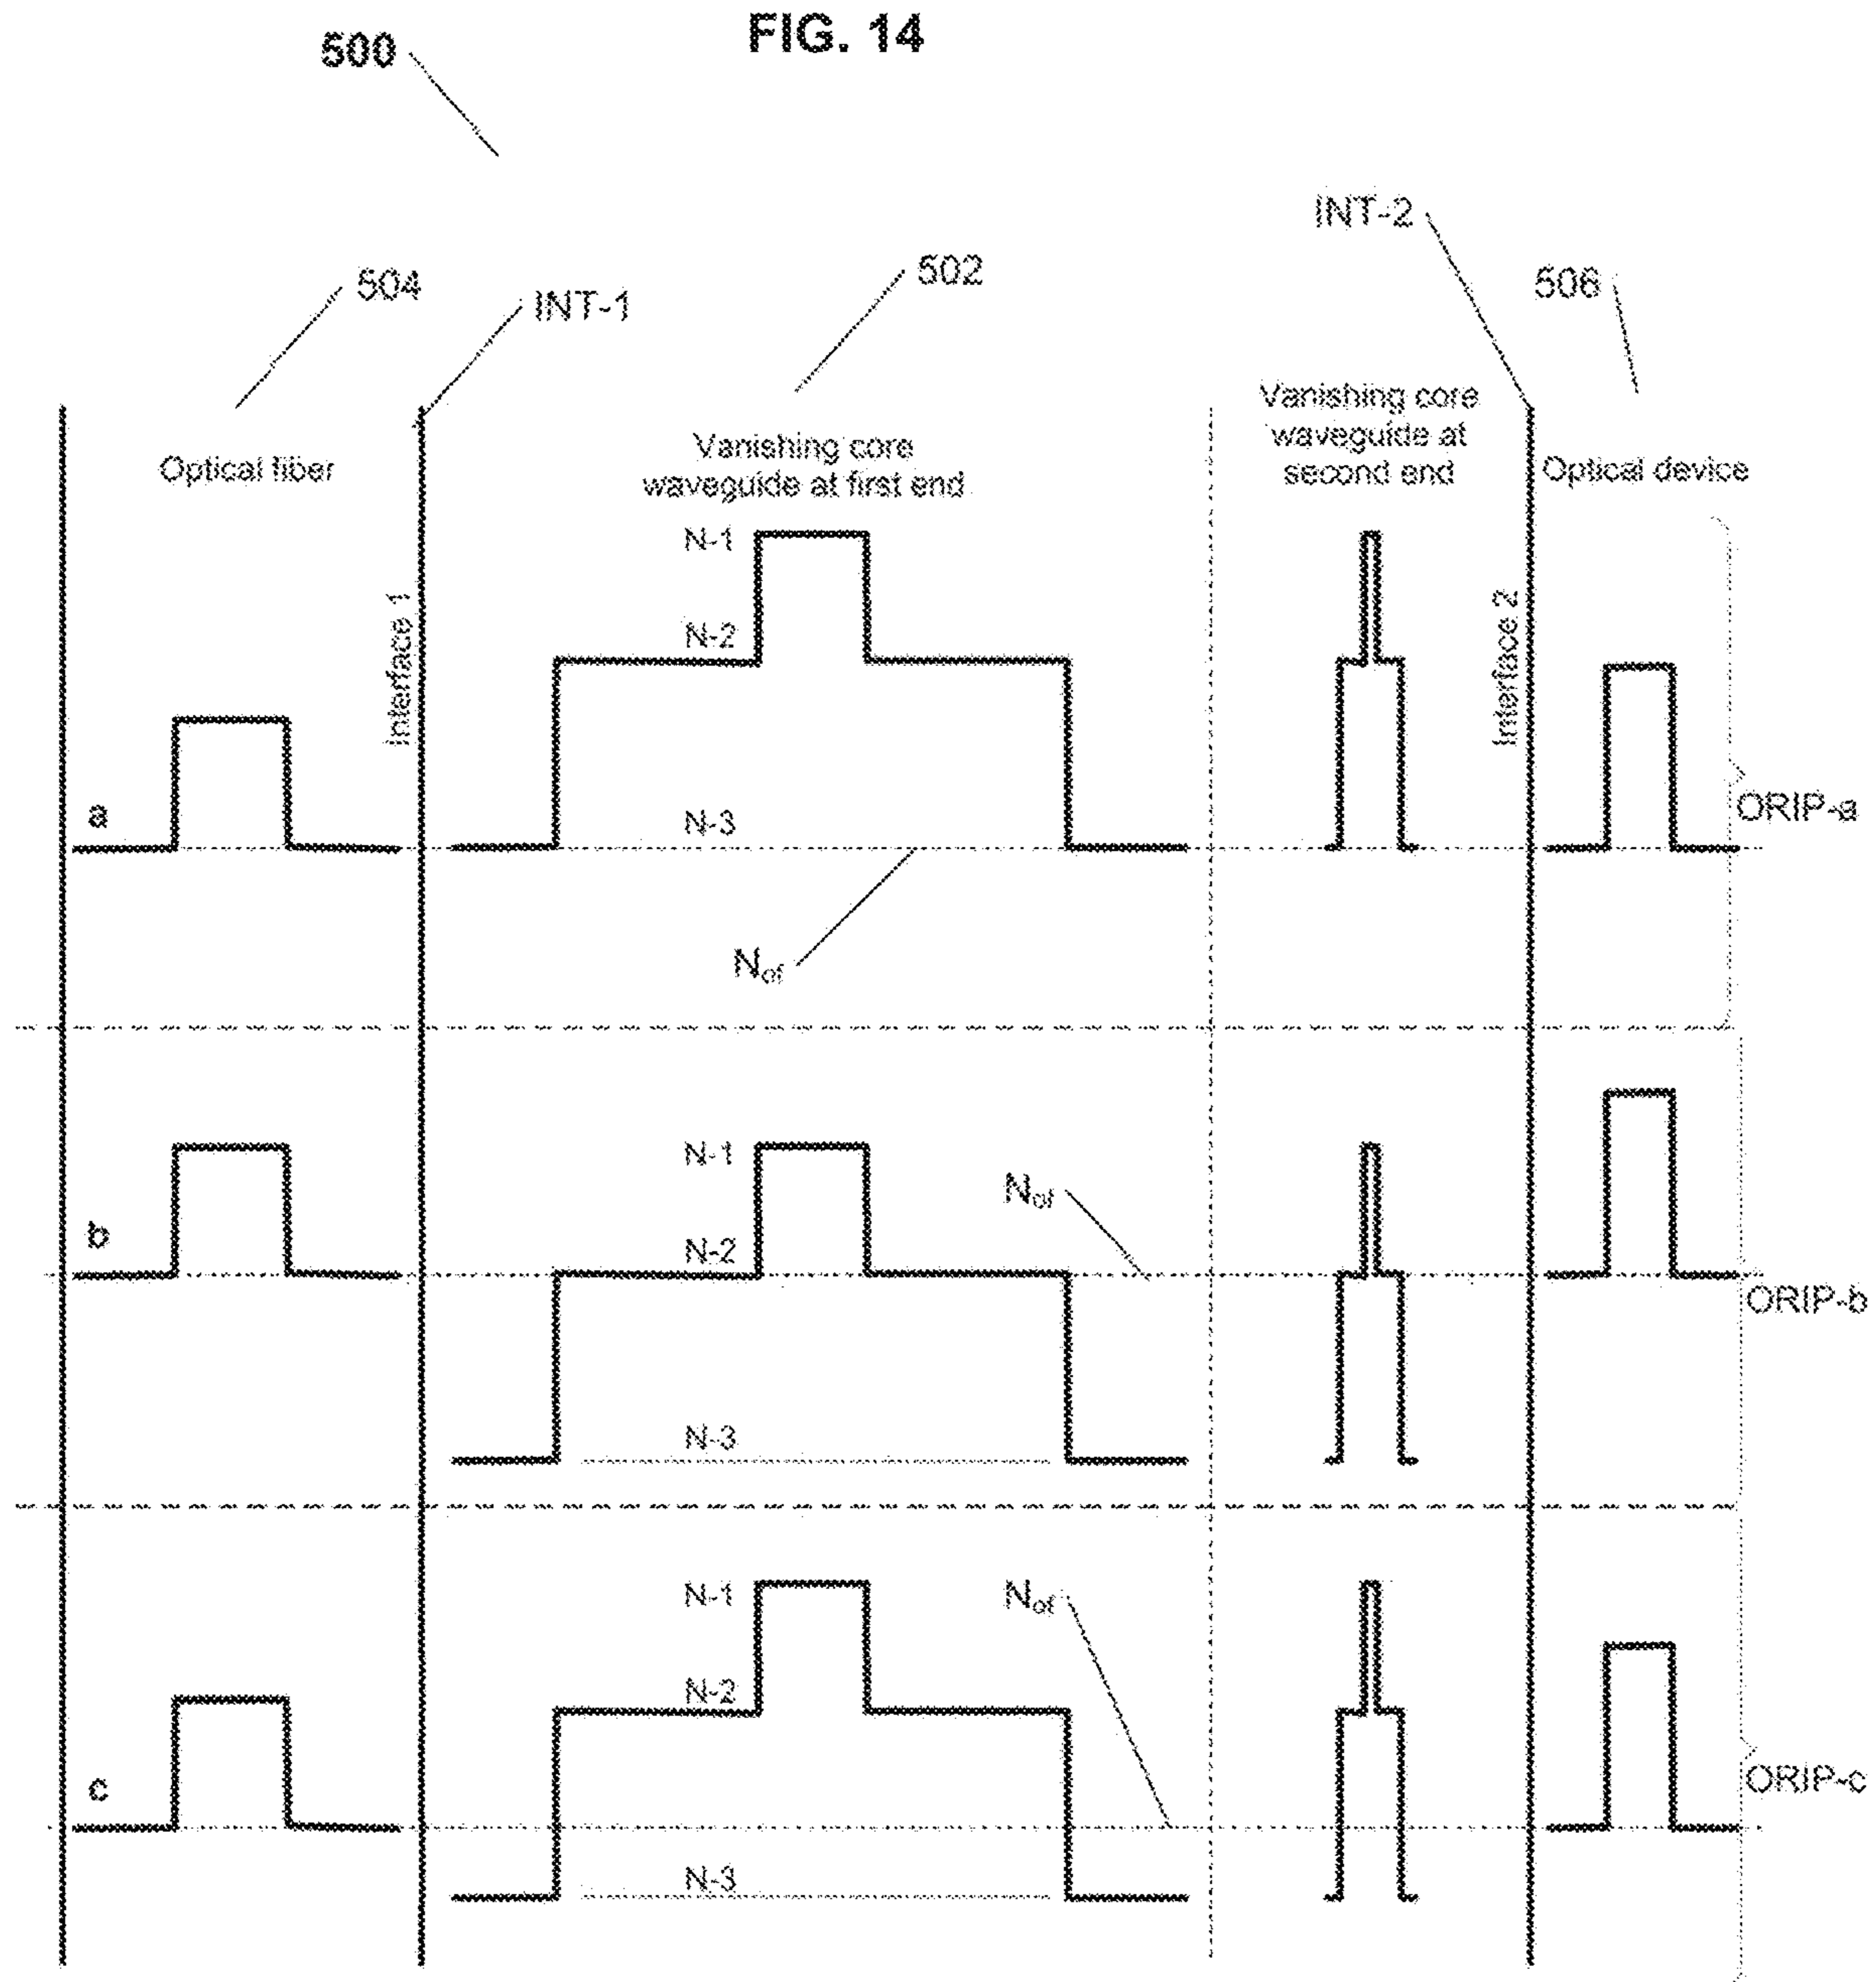 FIG. 14
500
INT-2
502
506
504
INT-1
Vanishing core
waveguide at
second end
Vanishing core
waveguide at first end
Optical fiber
Optical device
N-1
Interface 1
Interface 2
N-2
a
N-3
ORIP-a
Nof
N-1
Nof
b
N-2
ORIP-b
N-3
N-1
Nof
N-2
c
ORIP-c
N-3